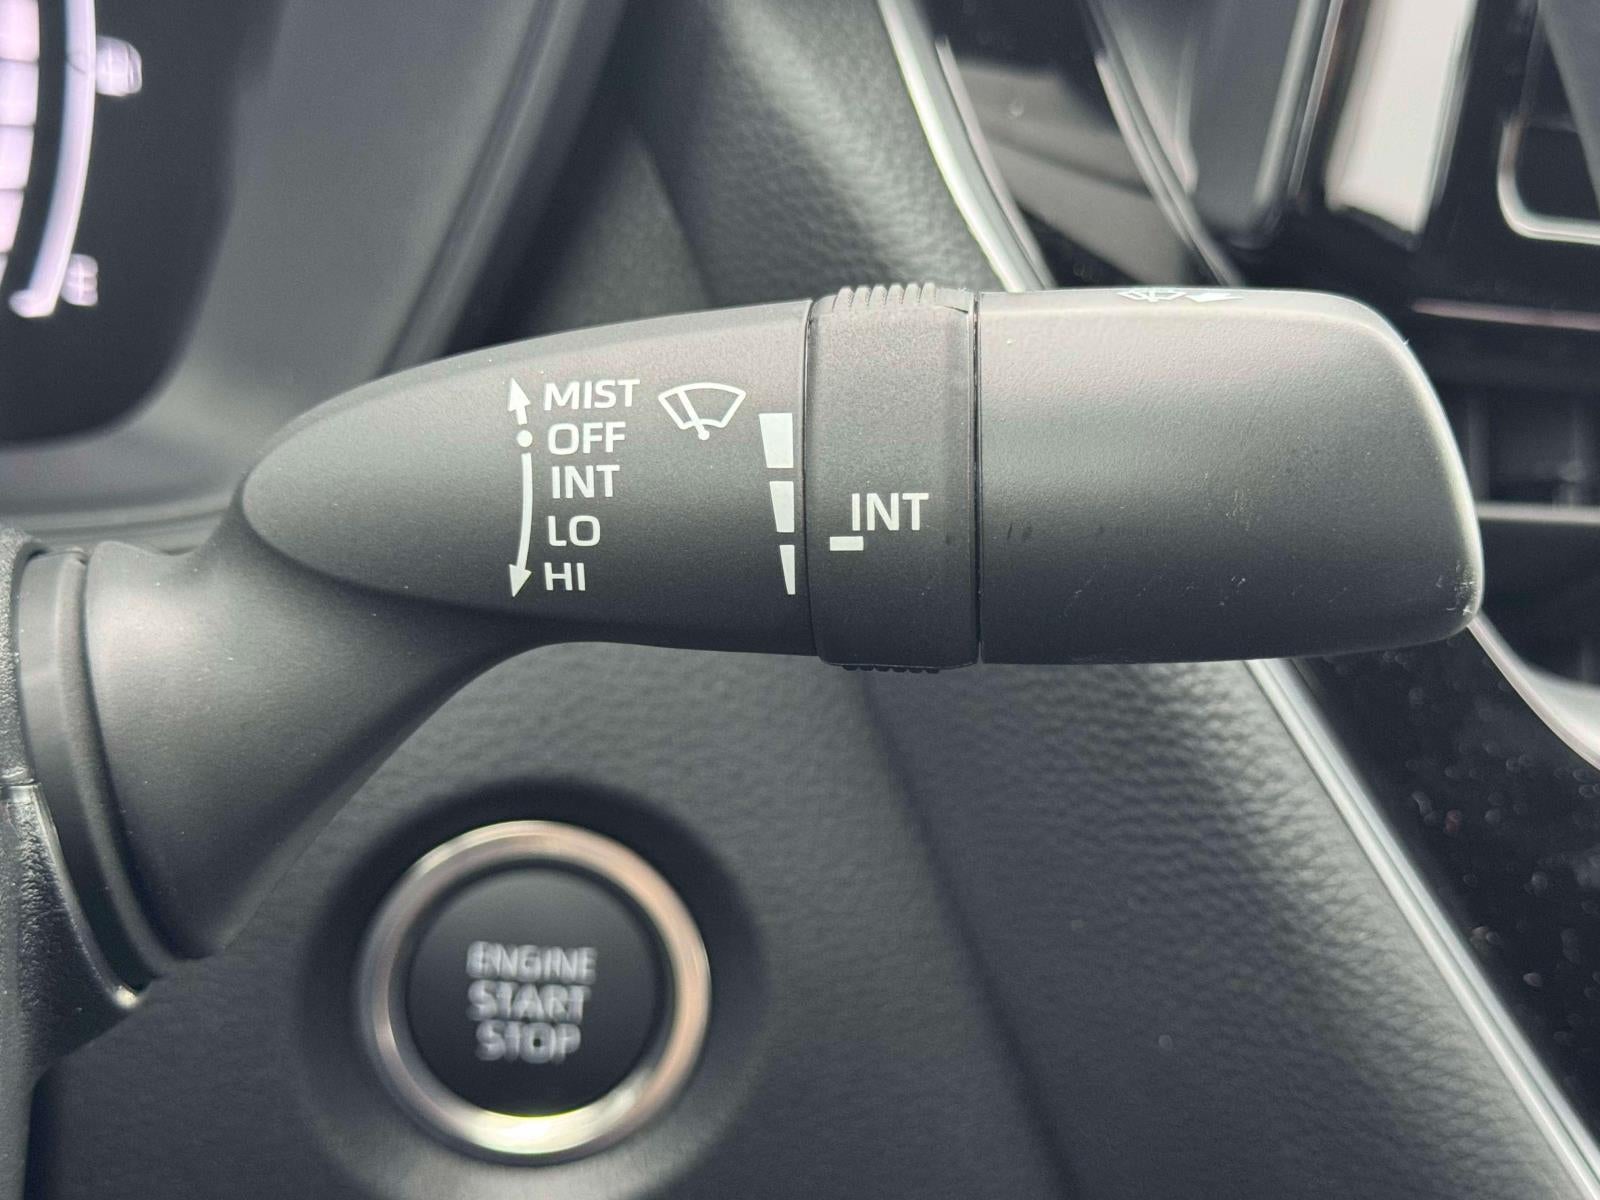 MIST
OFF
INT
LO
HI
INT
ENGINE
START
STOP